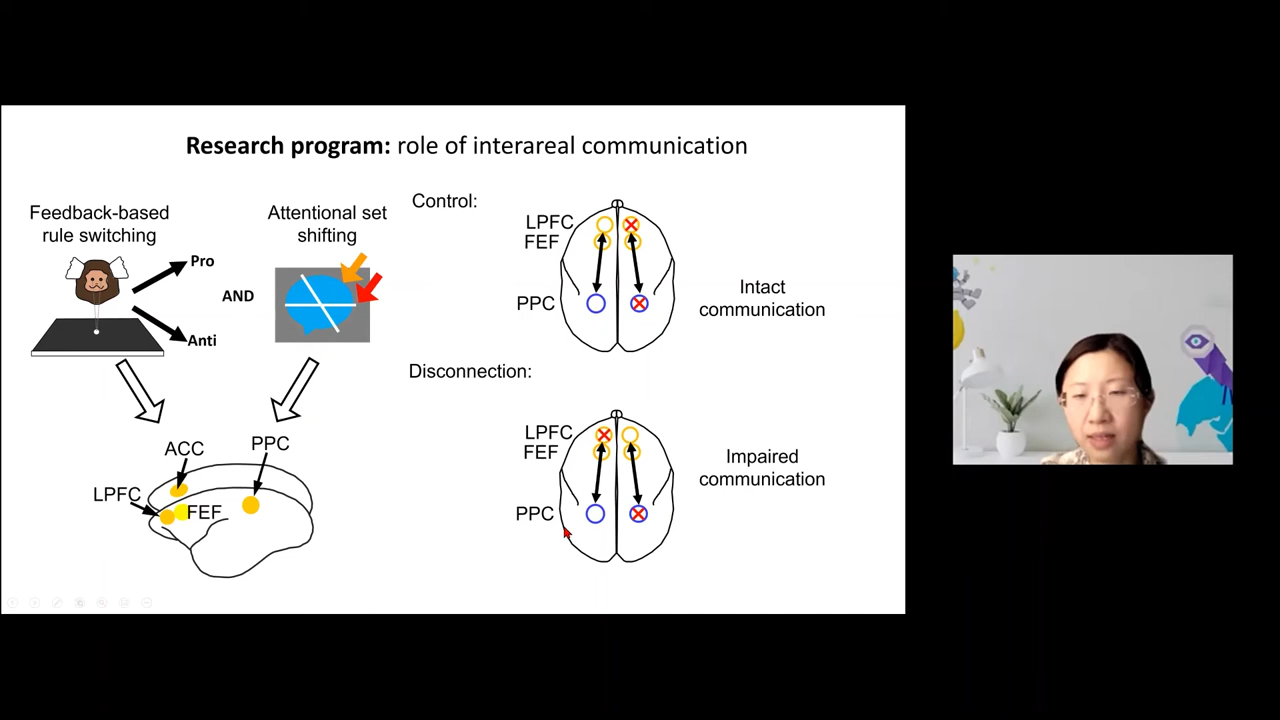 Research program: role of interareal communication
Feedback-based
rule switching
Pro
Anti
AND
Attentional set
shifting
ACC
PPC
LPFC
FEF
Control:
LPFC
FEF
PPC
Intact
communication
Disconnection:
LPFC
FEF
PPC
Impaired
communication